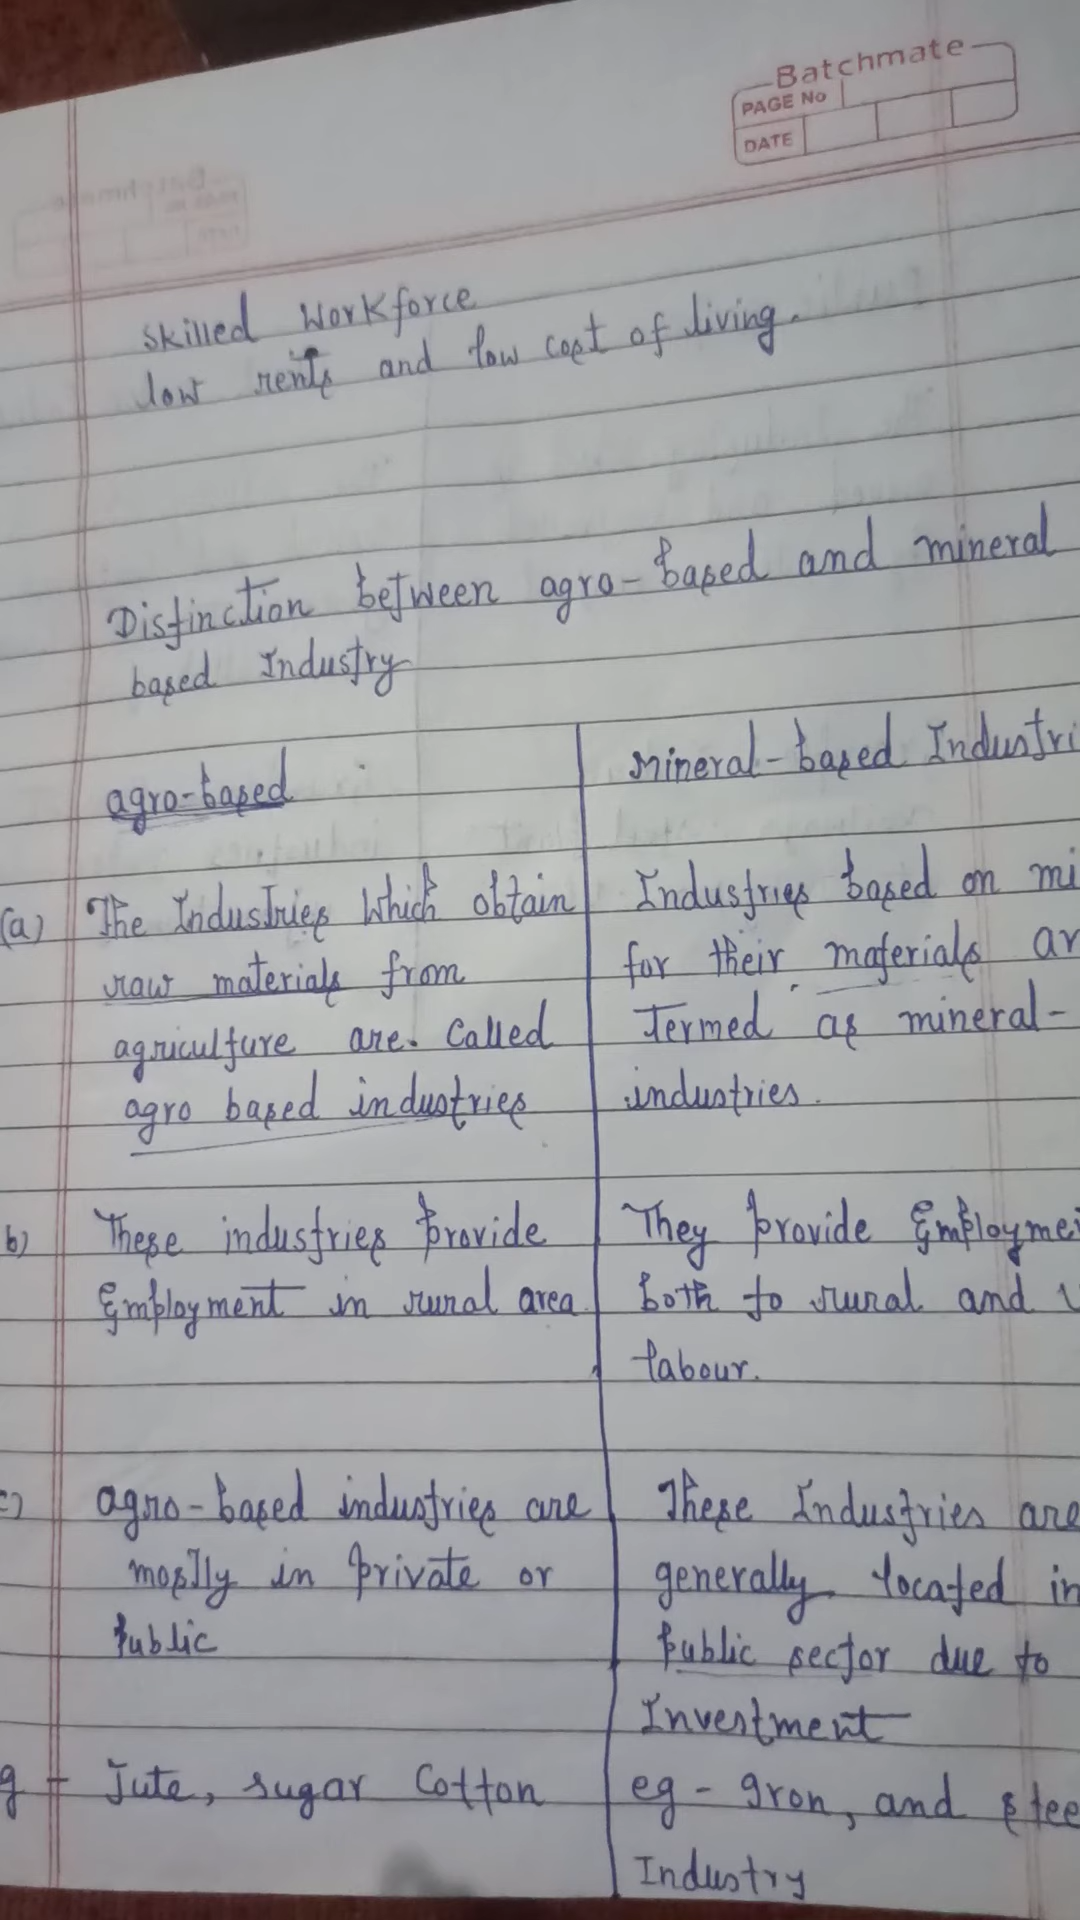 Batchmate
PAGE No
DATE
skilled workforce
low rents and low cost of living.
Distinction between agro-based and mineral
based Industry
agro-based
Mineral-based Industri
(a) The Industries which obtain
raw materials from
agriculture are. Called
agro based industries
Industries based on mi
for their materials ar
Termed as mineral-
industries.
b) These industries provide
Employment in rural area.
They provide Employme
both to rural and
labour.
c) agro-based industries are
mostly in private or
public
These Industries are
generally located in
public sector due to
Investment
g - Jute, sugar Cotton
eg - Iron, and stee
Industry